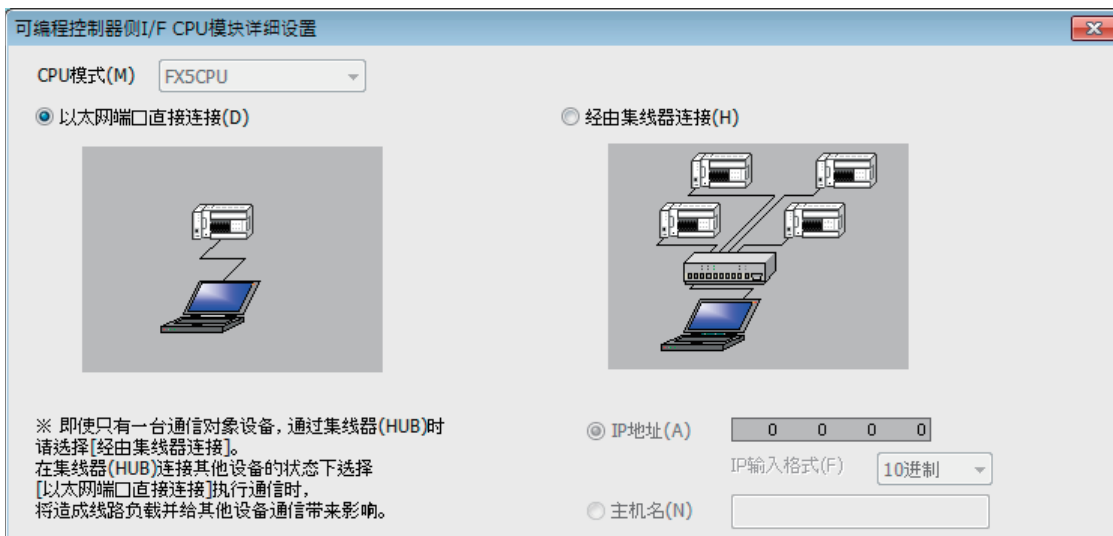 可编程控制器侧I/F CPU模块详细设置
CPU模式(M) FX5CPU
以太网端口直接连接(D)
经由集线器连接(H)
※ 即使只有一台通信对象设备,通过集线器(HUB)时
请选择[经由集线器连接]。
在集线器(HUB)连接其他设备的状态下选择
[以太网端口直接连接]执行通信时,
将造成线路负载并给其他设备通信带来影响。
IP地址(A) 0 0 0 0
IP输入格式(F) 10进制
主机名(N)